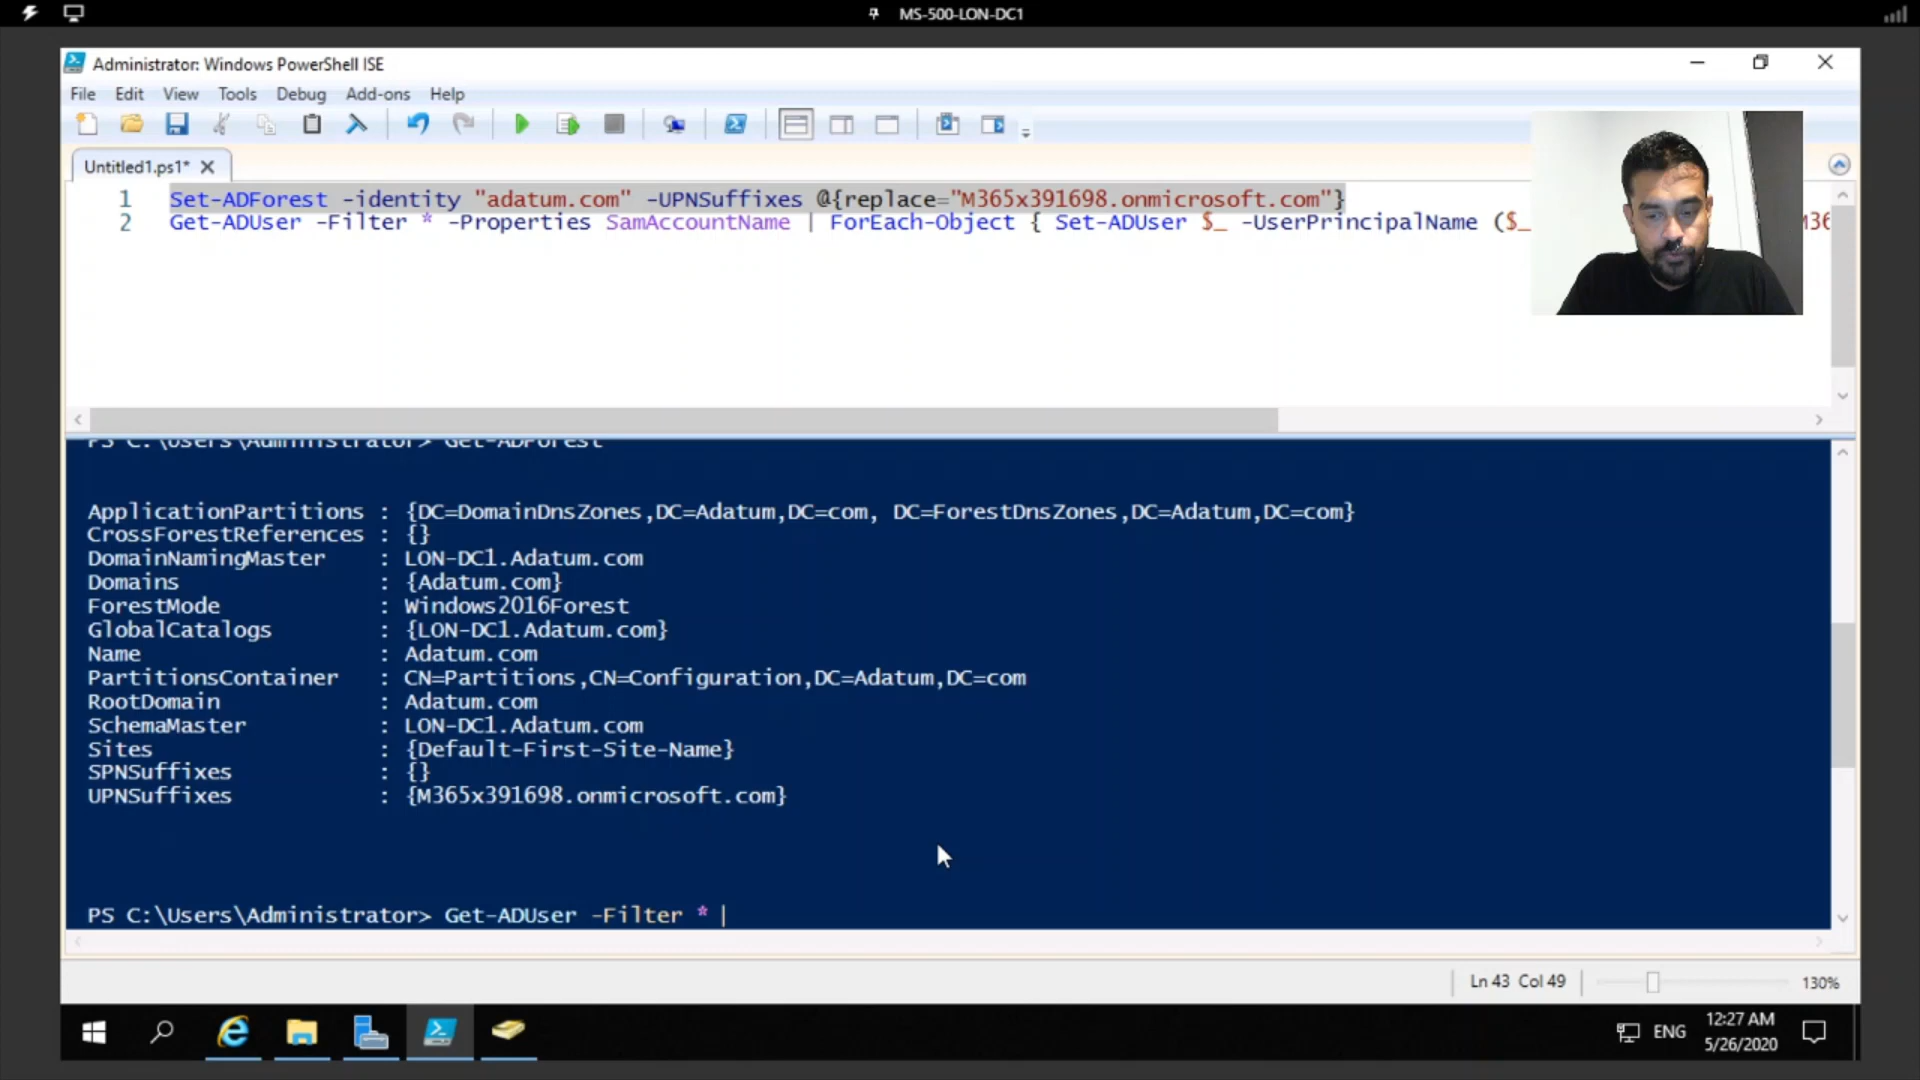 MS-500-LON-DC1
Administrator: Windows PowerShell ISE
File Edit View Tools Debug Add-ons Help
Untitled1.ps1*
1 Set-ADForest -identity "adatum.com" -UPNSuffixes @{replace="M365x391698.onmicrosoft.com"}
2 Get-ADUser -Filter * -Properties SamAccountName | ForEach-Object { Set-ADUser $_ -UserPrincipalName ($_
PS C:\Users\Administrator> Get-ADForest
ApplicationPartitions : {DC=DomainDnsZones,DC=Adatum,DC=com, DC=ForestDnsZones,DC=Adatum,DC=com}
CrossForestReferences : {}
DomainNamingMaster : LON-DC1.Adatum.com
Domains : {Adatum.com}
ForestMode : Windows2016Forest
GlobalCatalogs : {LON-DC1.Adatum.com}
Name : Adatum.com
PartitionsContainer : CN=Partitions,CN=Configuration,DC=Adatum,DC=com
RootDomain : Adatum.com
SchemaMaster : LON-DC1.Adatum.com
Sites : {Default-First-Site-Name}
SPNSuffixes : {}
UPNSuffixes : {M365x391698.onmicrosoft.com}
PS C:\Users\Administrator> Get-ADUser -Filter *
Ln 43 Col 49
130%
ENG
12:27 AM
5/26/2020